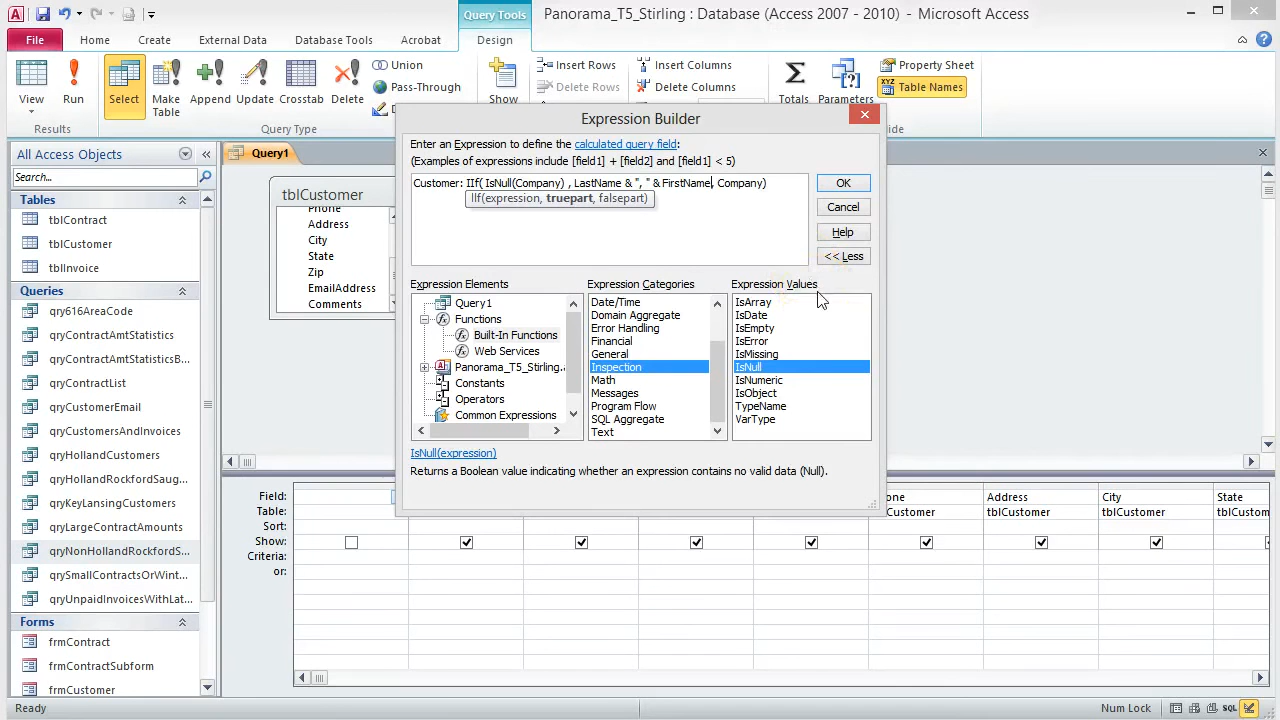 Query Tools
Panorama_T5_Stirling : Database (Access 2007 - 2010) - Microsoft Access
File Home Create External Data Database Tools Acrobat Design
View
Run
Select
Make Table
Append
Update
Crosstab
Delete
Union
Pass-Through
Show
Insert Rows
Delete Rows
Insert Columns
Delete Columns
Totals
Parameters
Property Sheet
Table Names
Results
Query Type
All Access Objects
Search...
Tables
tblContract
tblCustomer
tblInvoice
Queries
qry616AreaCode
qryContractAmtStatistics
qryContractAmtStatisticsB...
qryContractList
qryCustomerEmail
qryCustomersAndInvoices
qryHollandCustomers
qryHollandRockfordSaug...
qryKeyLansingCustomers
qryLargeContractAmounts
qryNonHollandRockfordS...
qrySmallContractsOrWint...
qryUnpaidInvoicesWithLat...
Forms
frmContract
frmContractSubform
frmCustomer
Query1
tblCustomer
Phone
Address
City
State
Zip
EmailAddress
Comments
Expression Builder
Enter an Expression to define the calculated query field:
(Examples of expressions include [field1] + [field2] and [field1] < 5)
Customer: IIf( IsNull(Company) , LastName & ", " & FirstName, Company)
IIf(expression, truepart, falsepart)
OK
Cancel
Help
<< Less
Expression Elements
Query1
Functions
Built-In Functions
Web Services
Panorama_T5_Stirling.
Constants
Operators
Common Expressions
Expression Categories
Date/Time
Domain Aggregate
Error Handling
Financial
General
Inspection
Math
Messages
Program Flow
SQL Aggregate
Text
Expression Values
IsArray
IsDate
IsEmpty
IsError
IsMissing
IsNull
IsNumeric
IsObject
TypeName
VarType
IsNull(expression)
Returns a Boolean value indicating whether an expression contains no valid data (Null).
Field: Address City State
Table: tblCustomer tblCustomer tblCustomer
Sort:
Show:
Criteria:
or:
Ready
Num Lock
SQL